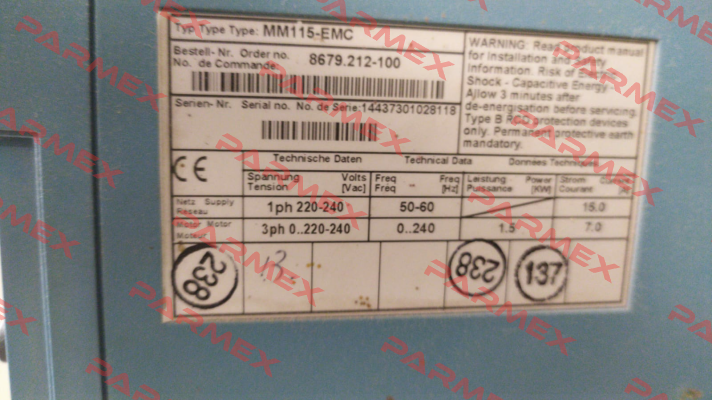 Typ Type Type: MM115-EMC
Bestell- Nr. Order no. 8679.212-100
No. de Commande:
Serien- Nr. Serial no. No. de Serie: 14437301028118
WARNING: Read product manual
for Installation and Safety
Information. Risk of
Shock - Capacitive Energy -
Allow 3 minutes after
de-energisation before servicing.
Type B RCD protection devices
only. Permanent protective earth
mandatory.
CE
Technische Daten Technical Data Données
Spannung Volts Freq Freq Leistung Power Strom
Tension [Vac] Freq [Hz] Puissance [KW] Courant
Netz Supply 1ph 220-240 50-60 15.0
Reseau
Motor Motor 3ph 0..220-240 0..240 1.5 7.0
Moteur
238 238 137
PARMEX